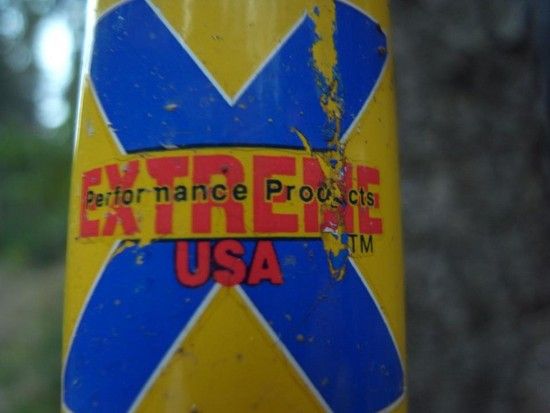 EXTREME
Performance Products
USA
TM